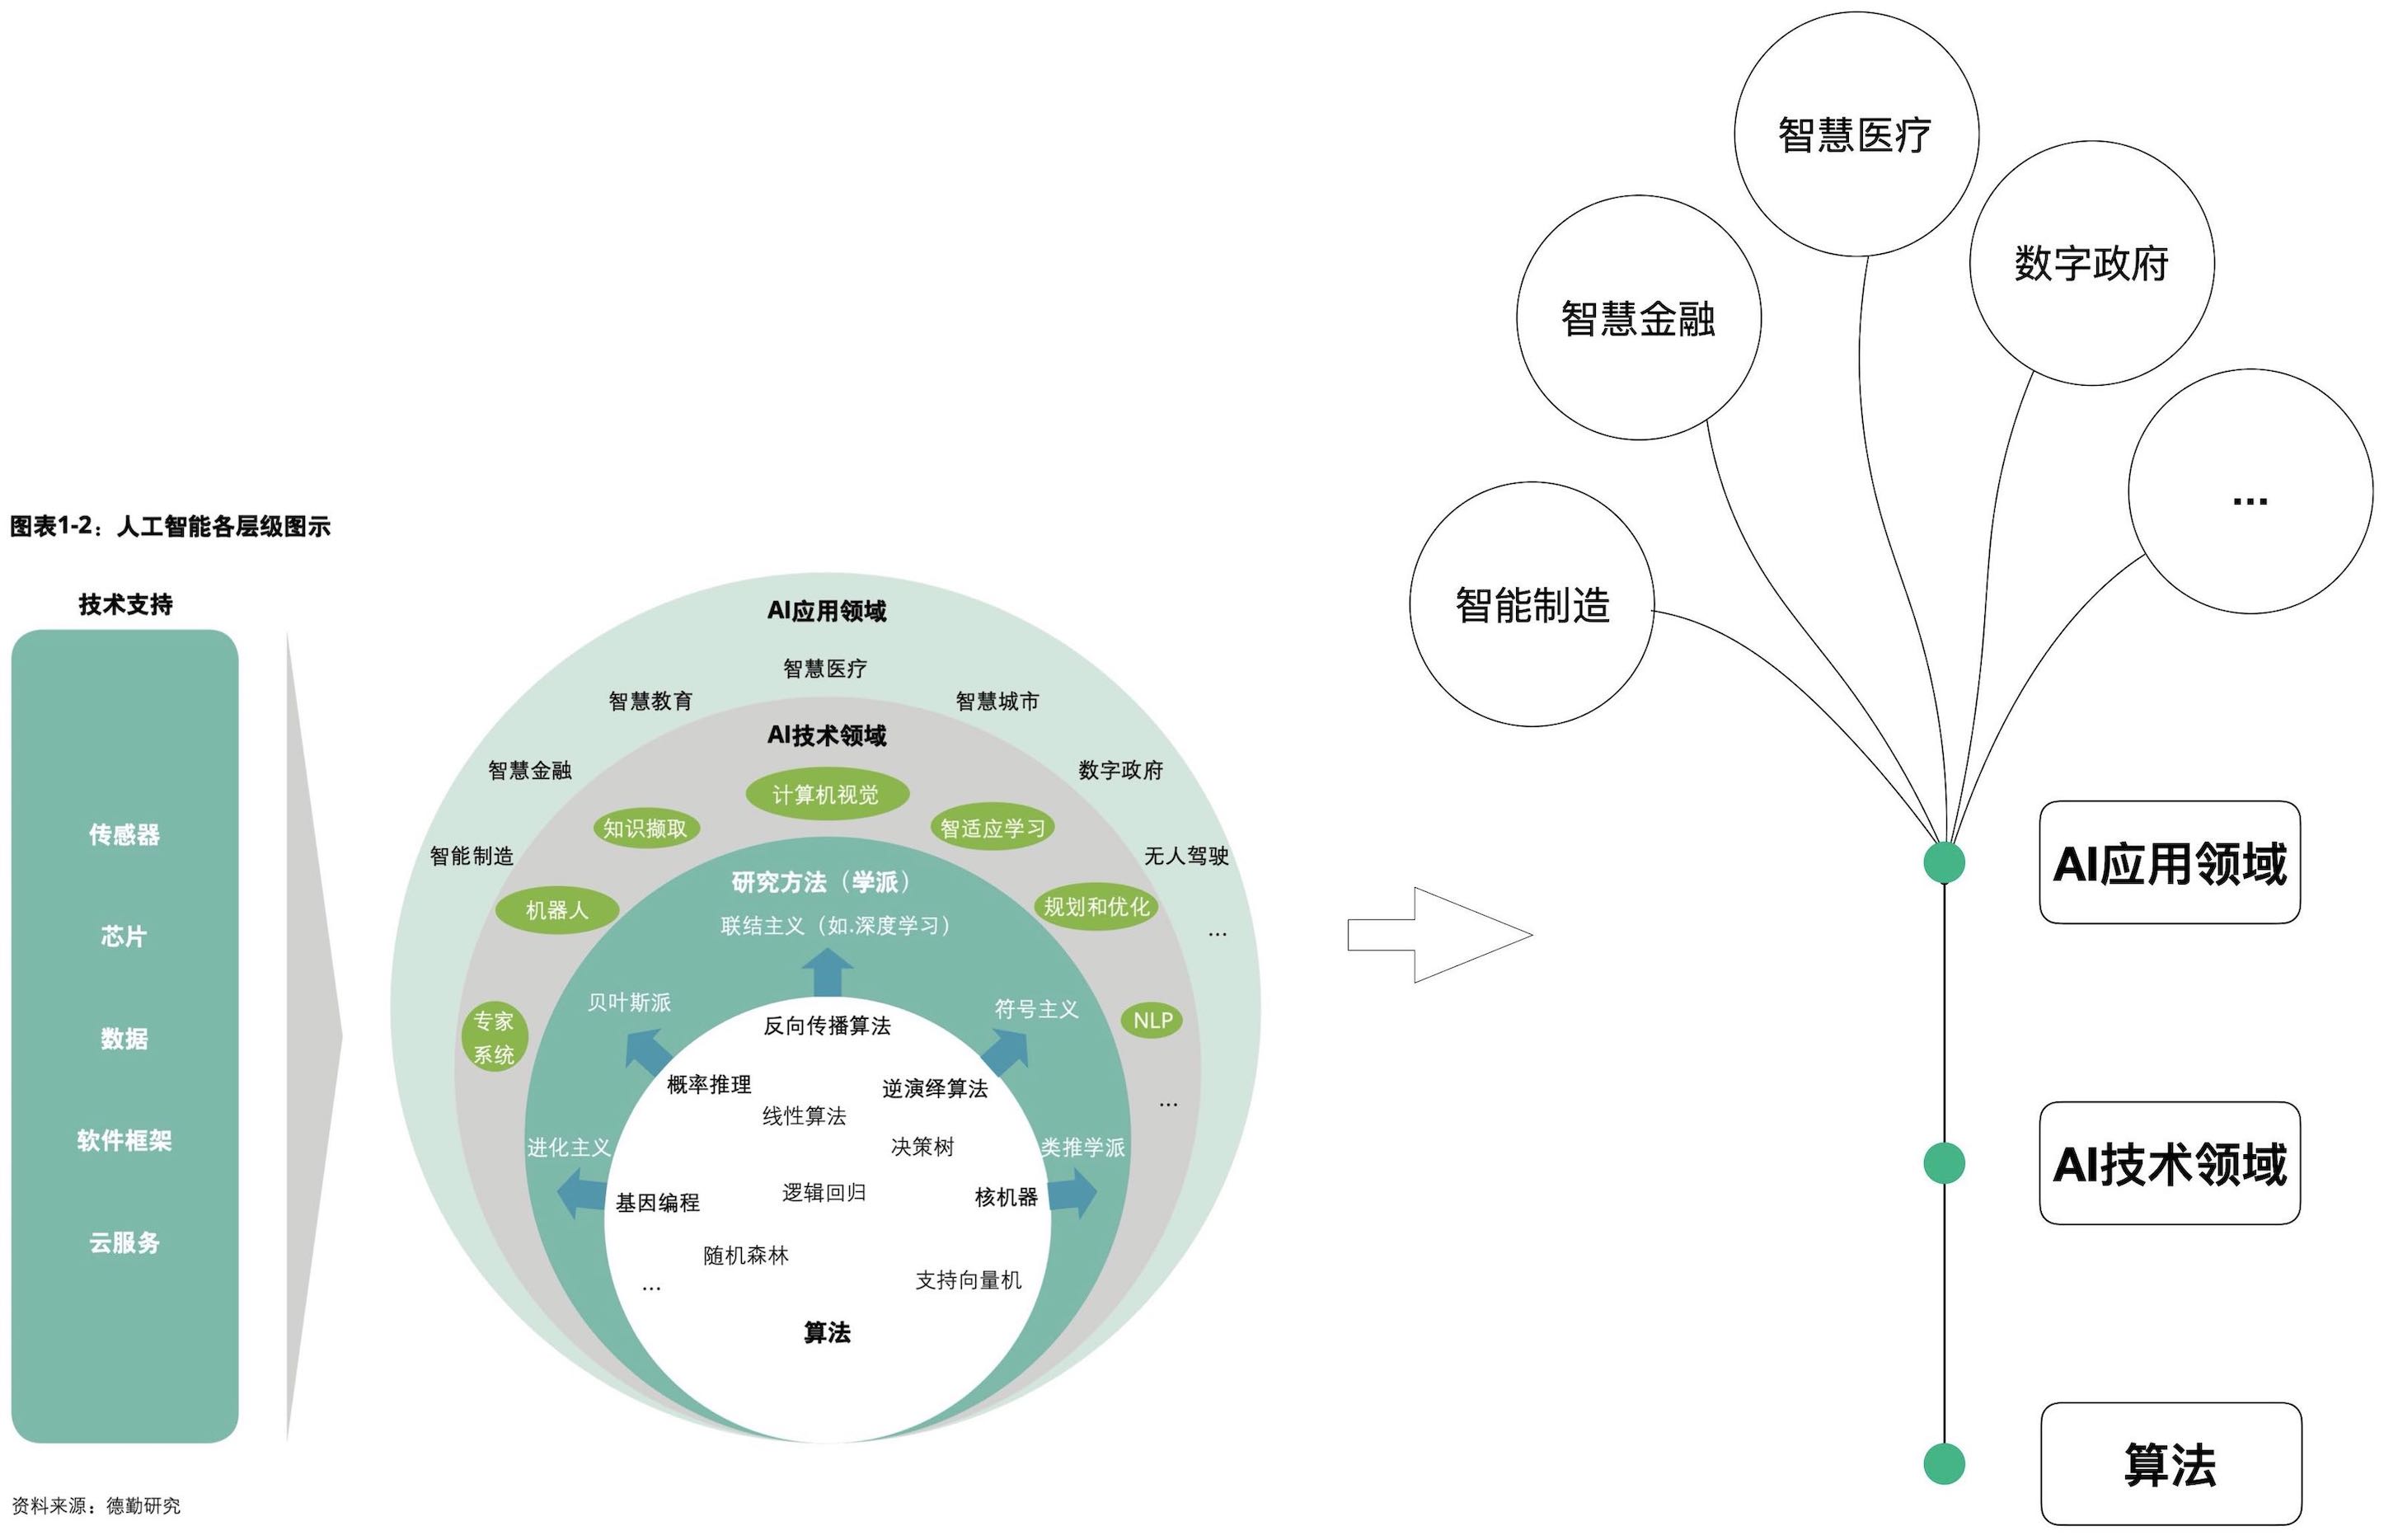 图表1-2：人工智能各层级图示
技术支持
传感器
芯片
数据
软件框架
云服务
AI应用领域
智慧医疗
智慧教育
智慧城市
智慧金融
数字政府
智能制造
无人驾驶
...
AI技术领域
计算机视觉
知识撷取
智适应学习
机器人
规划和优化
专家
系统
NLP
...
研究方法（学派）
联结主义（如.深度学习）
贝叶斯派
符号主义
进化主义
类推学派
反向传播算法
概率推理
逆演绎算法
线性算法
决策树
基因编程
逻辑回归
核机器
随机森林
支持向量机
...
算法
资料来源：德勤研究
智慧医疗
数字政府
智慧金融
...
智能制造
AI应用领域
AI技术领域
算法